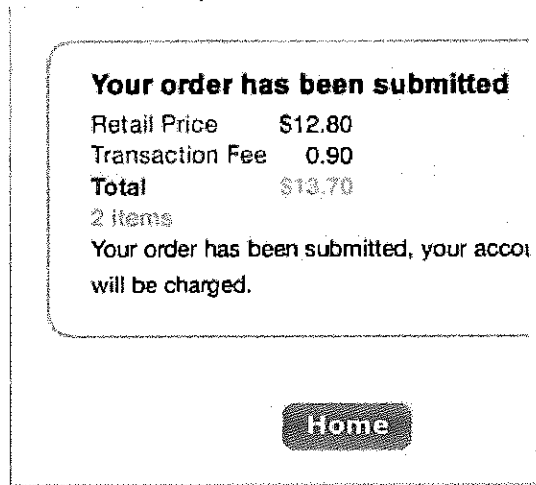 Your order has been submitted
Retail Price $12.80
Transaction Fee 0.90
Total $13.70
2 items
Your order has been submitted, your
will be charged.
Home